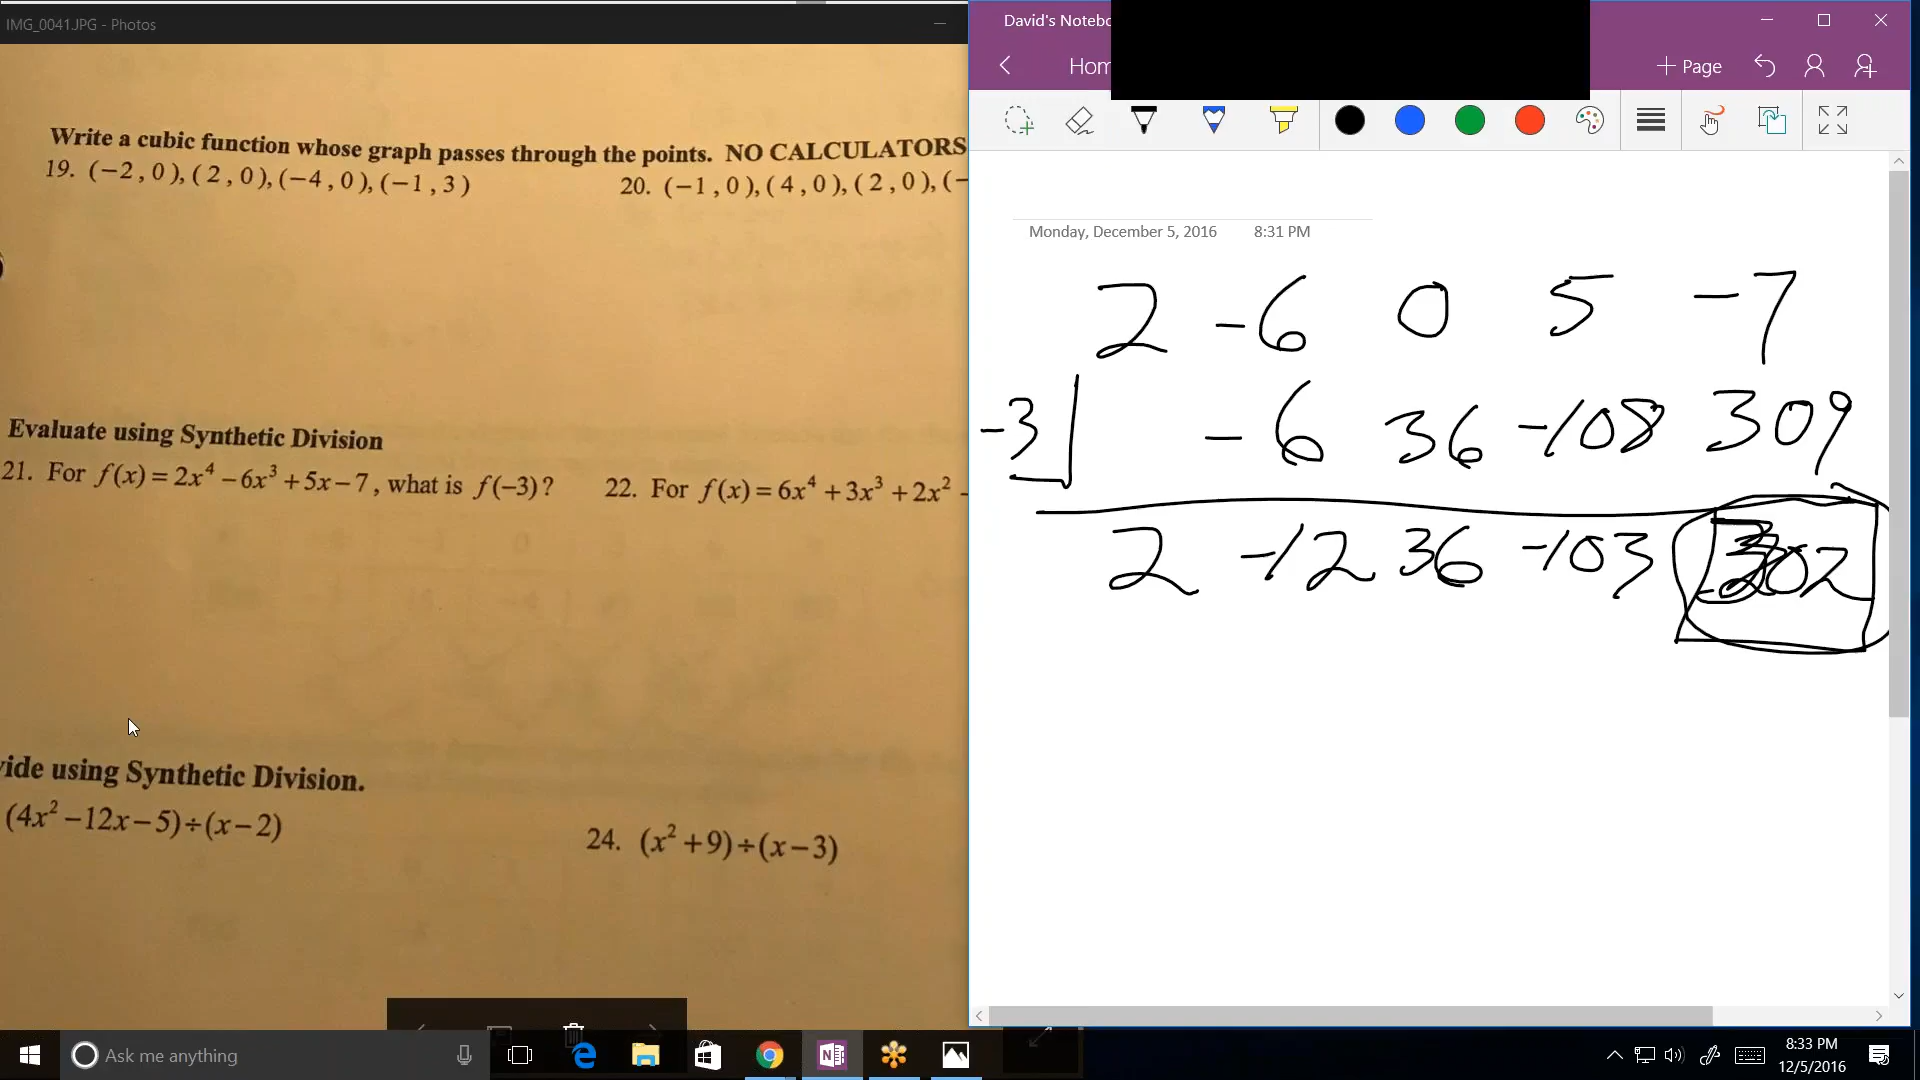 IMG_0041.JPG - Photos
Write a cubic function whose graph passes through the points. NO CALCULATORS
19. (−2, 0), (2, 0), (−4, 0), (−1, 3)
20. (−1, 0), (4, 0), (2, 0), (−
Evaluate using Synthetic Division
21. For f(x) = 2x⁴ − 6x³ + 5x − 7, what is f(−3)?
22. For f(x) = 6x⁴ + 3x³ + 2x² −
vide using Synthetic Division.
(4x² − 12x − 5) ÷ (x − 2)
24. (x² + 9) ÷ (x − 3)
David's Notebo
Hom
Page
Monday, December 5, 2016 8:31 PM
2 -6 0 5 -7
-3 -6 36 -108 309
2 -12 36 -103 302
Ask me anything
8:33 PM
12/5/2016